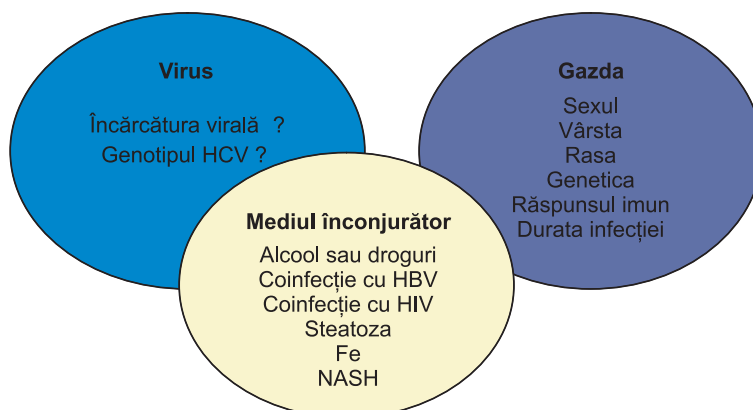 Virus
Încărcătura virală ?
Genotipul HCV ?
Gazda
Sexul
Vârsta
Rasa
Genetica
Răspunsul imun
Durata infecției
Mediul înconjurător
Alcool sau droguri
Coinfecție cu HBV
Coinfecție cu HIV
Steatoza
Fe
NASH